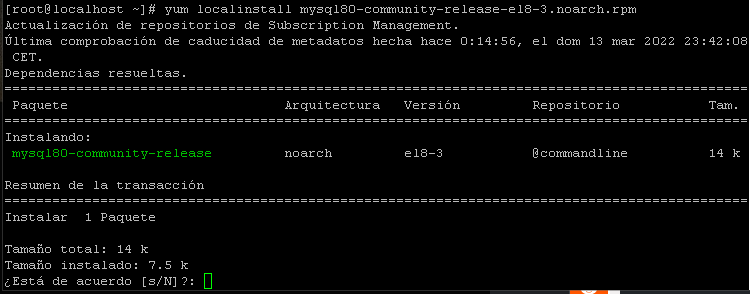 [root@localhost ~]# yum localinstall mysql80-community-release-el8-3.noarch.rpm
Actualización de repositorios de Subscription Management.
Última comprobación de caducidad de metadatos hecha hace 0:14:56, el dom 13 mar 2022 23:42:08
 CET.
Dependencias resueltas.
================================================================================
 Paquete Arquitectura Versión Repositorio Tam.
================================================================================
Instalando:
 mysql80-community-release noarch el8-3 @commandline 14 k

Resumen de la transacción
================================================================================
Instalar  1 Paquete

Tamaño total: 14 k
Tamaño instalado: 7.5 k
¿Está de acuerdo [s/N]?: